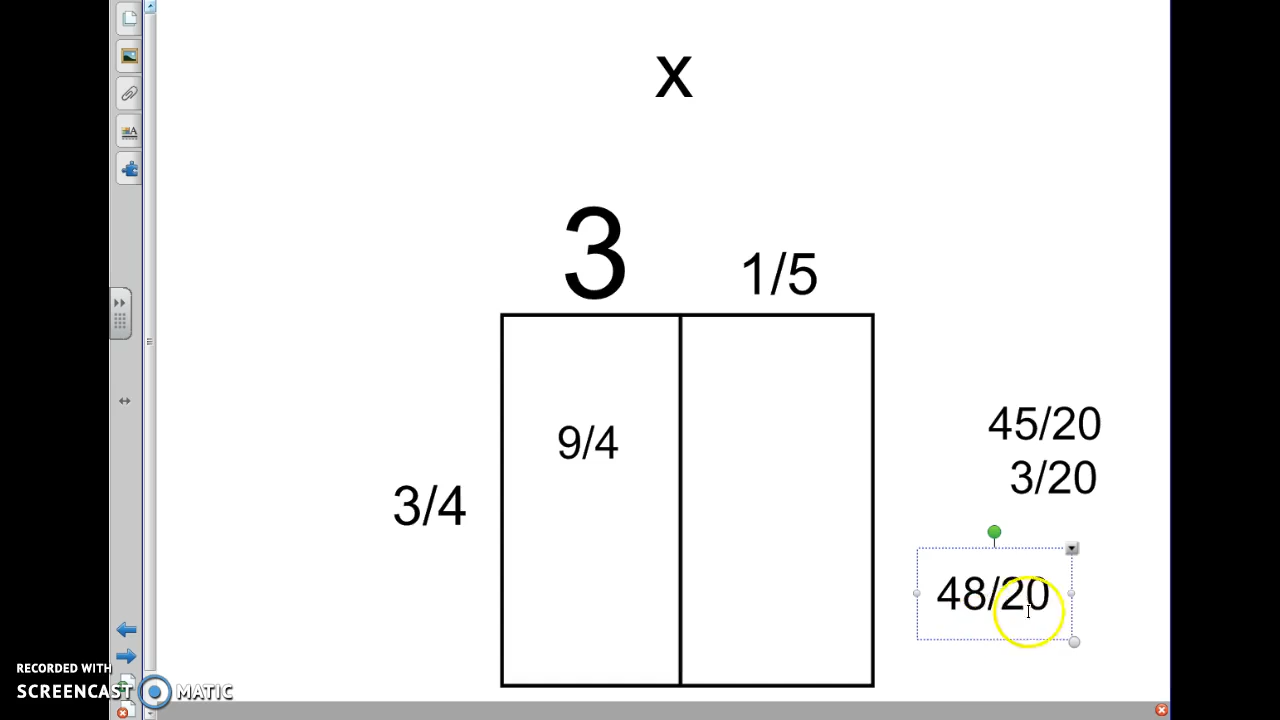 x
3
1/5
9/4
3/4
45/20
3/20
48/20
RECORDED WITH
SCREENCAST MATIC